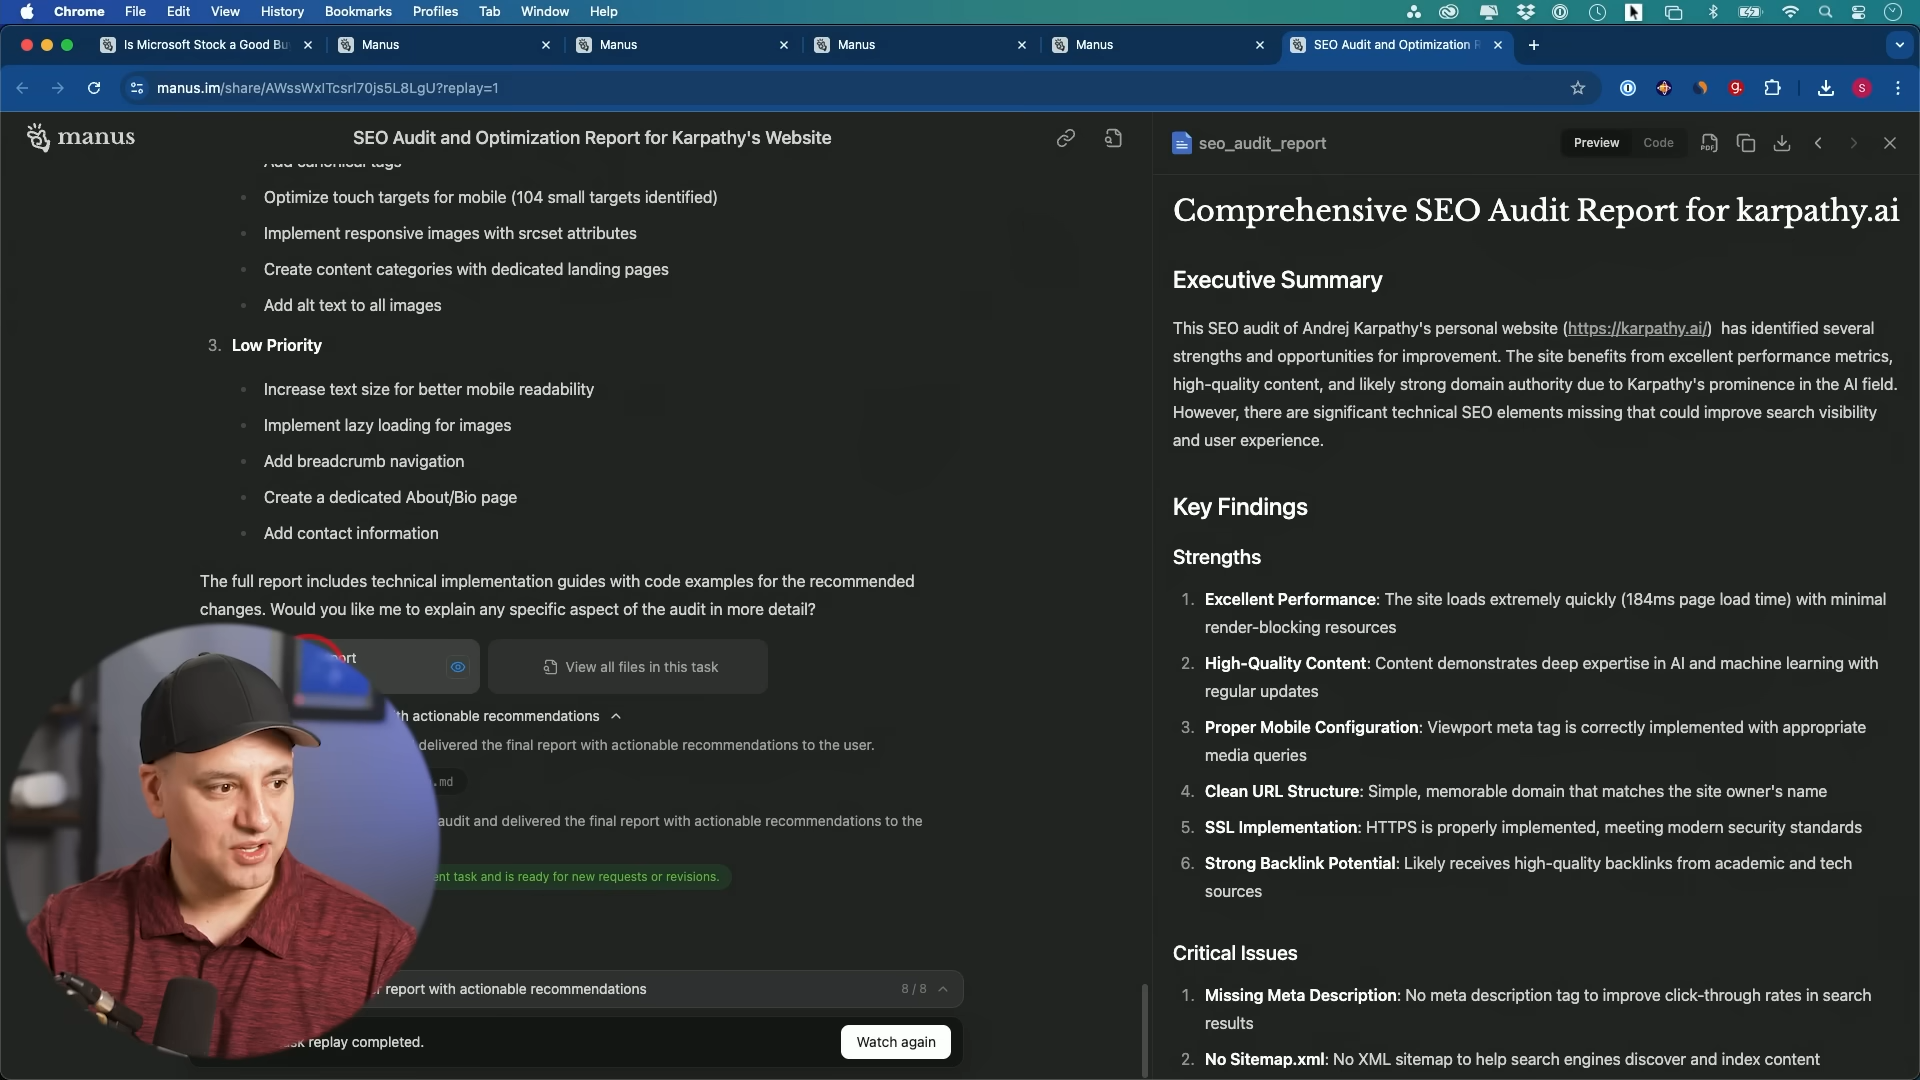 Chrome File Edit View History Bookmarks Profiles Tab Window Help
Is Microsoft Stock a Good Bu
Manus
Manus
Manus
Manus
SEO Audit and Optimization R
manus.im/share/AWssWxITcsrI70js5L8LgU?replay=1
manus
SEO Audit and Optimization Report for Karpathy's Website
Add canonical tags
Optimize touch targets for mobile (104 small targets identified)
Implement responsive images with srcset attributes
Create content categories with dedicated landing pages
Add alt text to all images
3. Low Priority
Increase text size for better mobile readability
Implement lazy loading for images
Add breadcrumb navigation
Create a dedicated About/Bio page
Add contact information
The full report includes technical implementation guides with code examples for the recommended
changes. Would you like me to explain any specific aspect of the audit in more detail?
port
View all files in this task
th actionable recommendations
delivered the final report with actionable recommendations to the user.
.md
audit and delivered the final report with actionable recommendations to the
ent task and is ready for new requests or revisions.
r report with actionable recommendations
8 / 8
sk replay completed.
Watch again
seo_audit_report
Preview
Code
Comprehensive SEO Audit Report for karpathy.ai
Executive Summary
This SEO audit of Andrej Karpathy's personal website (https://karpathy.ai/) has identified several
strengths and opportunities for improvement. The site benefits from excellent performance metrics,
high-quality content, and likely strong domain authority due to Karpathy's prominence in the AI field.
However, there are significant technical SEO elements missing that could improve search visibility
and user experience.
Key Findings
Strengths
1. Excellent Performance: The site loads extremely quickly (184ms page load time) with minimal
render-blocking resources
2. High-Quality Content: Content demonstrates deep expertise in AI and machine learning with
regular updates
3. Proper Mobile Configuration: Viewport meta tag is correctly implemented with appropriate
media queries
4. Clean URL Structure: Simple, memorable domain that matches the site owner's name
5. SSL Implementation: HTTPS is properly implemented, meeting modern security standards
6. Strong Backlink Potential: Likely receives high-quality backlinks from academic and tech
sources
Critical Issues
1. Missing Meta Description: No meta description tag to improve click-through rates in search
results
2. No Sitemap.xml: No XML sitemap to help search engines discover and index content